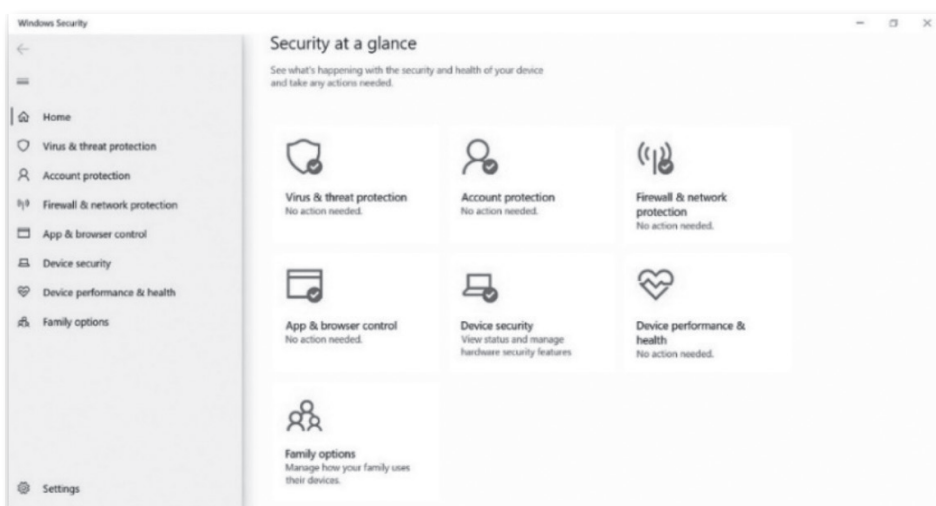 Windows Security
Home
Virus & threat protection
Account protection
Firewall & network protection
App & browser control
Device security
Device performance & health
Family options
Settings
Security at a glance
See what's happening with the security and health of your device
and take any actions needed.
Virus & threat protection
No action needed.
Account protection
No action needed.
Firewall & network
protection
No action needed.
App & browser control
No action needed.
Device security
View status and manage
hardware security features
Device performance &
health
No action needed.
Family options
Manage how your family uses
their devices.